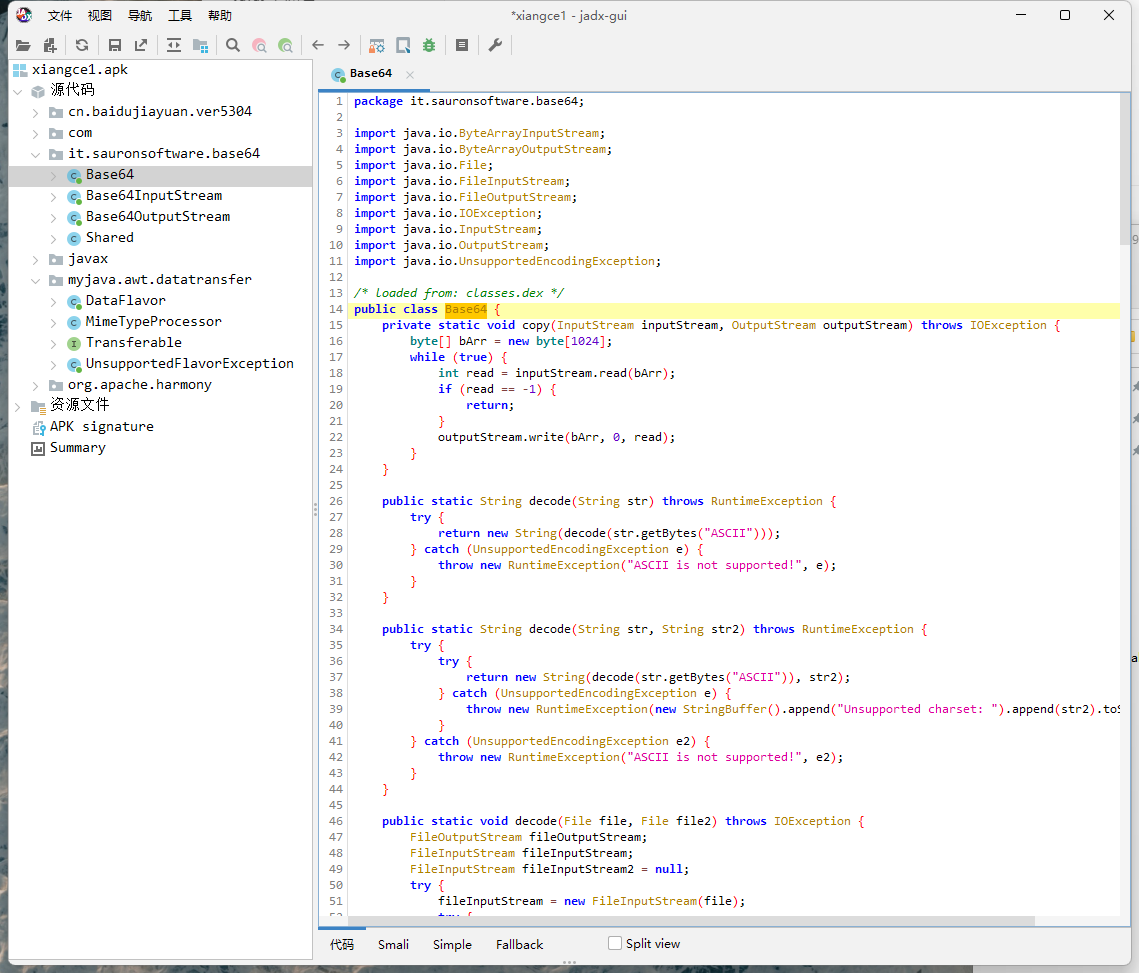 *xiangce1 - jadx-gui
文件 视图 导航 工具 帮助
xiangce1.apk
源代码
cn.baidujiayuan.ver5304
com
it.sauronsoftware.base64
Base64
Base64InputStream
Base64OutputStream
Shared
javax
myjava.awt.datatransfer
DataFlavor
MimeTypeProcessor
Transferable
UnsupportedFlavorException
org.apache.harmony
资源文件
APK signature
Summary
Base64
1 package it.sauronsoftware.base64;
2
3 import java.io.ByteArrayInputStream;
4 import java.io.ByteArrayOutputStream;
5 import java.io.File;
6 import java.io.FileInputStream;
7 import java.io.FileOutputStream;
8 import java.io.IOException;
9 import java.io.InputStream;
10 import java.io.OutputStream;
11 import java.io.UnsupportedEncodingException;
12
13 /* loaded from: classes.dex */
14 public class Base64 {
15 private static void copy(InputStream inputStream, OutputStream outputStream) throws IOException {
16 byte[] bArr = new byte[1024];
17 while (true) {
18 int read = inputStream.read(bArr);
19 if (read == -1) {
20 return;
21 }
22 outputStream.write(bArr, 0, read);
23 }
24 }
25
26 public static String decode(String str) throws RuntimeException {
27 try {
28 return new String(decode(str.getBytes("ASCII")));
29 } catch (UnsupportedEncodingException e) {
30 throw new RuntimeException("ASCII is not supported!", e);
31 }
32 }
33
34 public static String decode(String str, String str2) throws RuntimeException {
35 try {
36 try {
37 return new String(decode(str.getBytes("ASCII")), str2);
38 } catch (UnsupportedEncodingException e) {
39 throw new RuntimeException(new StringBuffer().append("Unsupported charset: ").append(str2).to
40 }
41 } catch (UnsupportedEncodingException e2) {
42 throw new RuntimeException("ASCII is not supported!", e2);
43 }
44 }
45
46 public static void decode(File file, File file2) throws IOException {
47 FileOutputStream fileOutputStream;
48 FileInputStream fileInputStream;
49 FileInputStream fileInputStream2 = null;
50 try {
51 fileInputStream = new FileInputStream(file);
代码 Smali Simple Fallback Split view